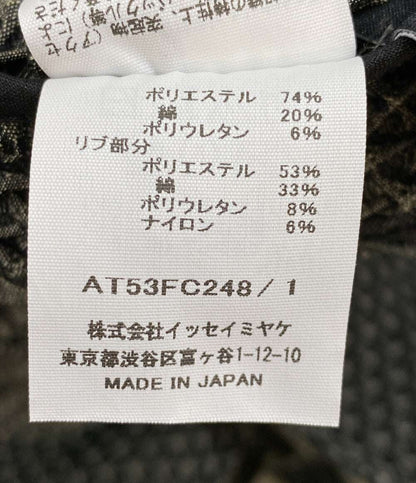 ポリエステル 74%
綿 20%
ポリウレタン 6%
リブ部分
ポリエステル 53%
綿 33%
ポリウレタン 8%
ナイロン 6%
AT53FC248/1
株式会社イッセイミヤケ
東京都渋谷区富ヶ谷1-12-10
MADE IN JAPAN